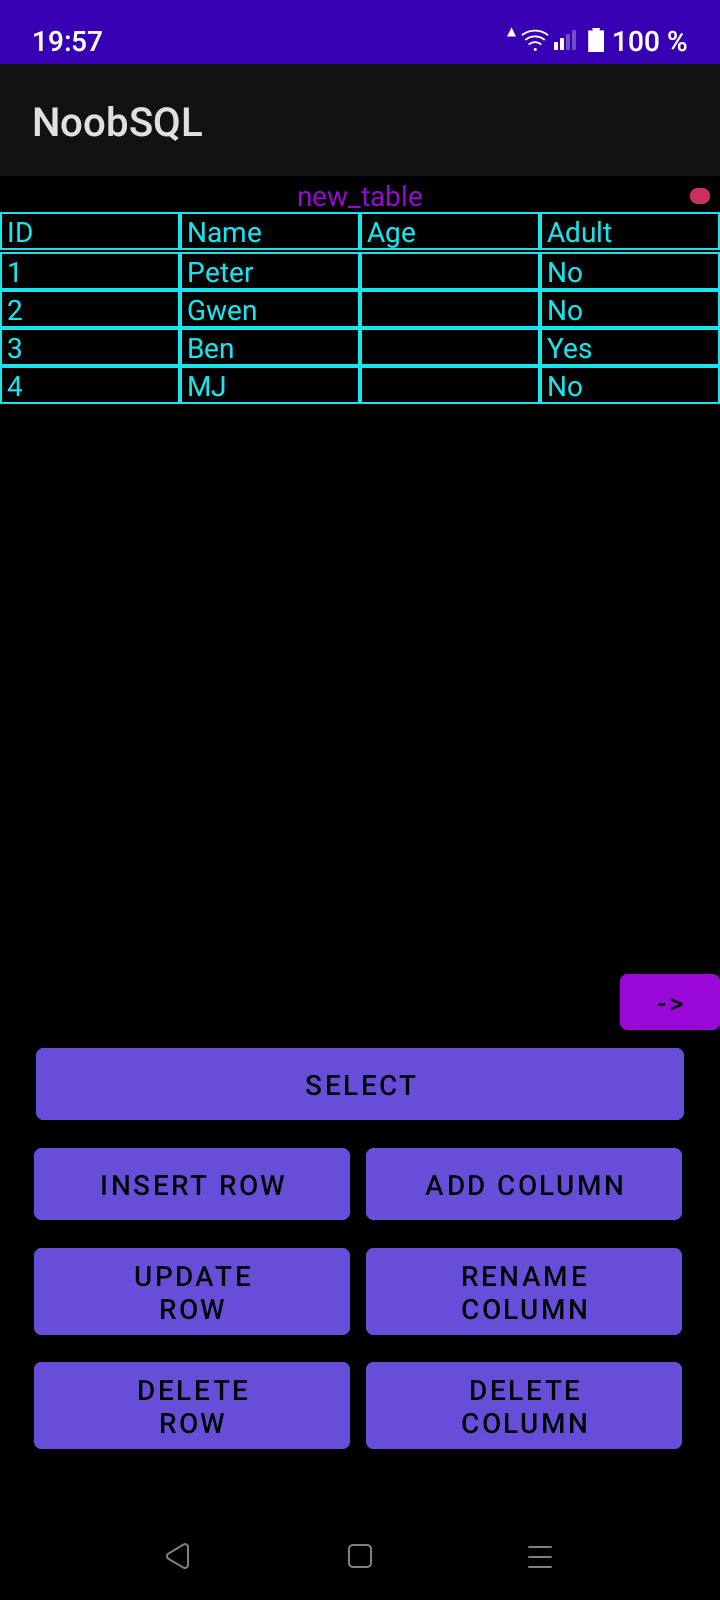 19:57 100 %
NoobSQL
new_table
ID Name Age Adult
1 Peter No
2 Gwen No
3 Ben Yes
4 MJ No
->
SELECT
INSERT ROW ADD COLUMN
UPDATE
ROW
RENAME
COLUMN
DELETE
ROW
DELETE
COLUMN